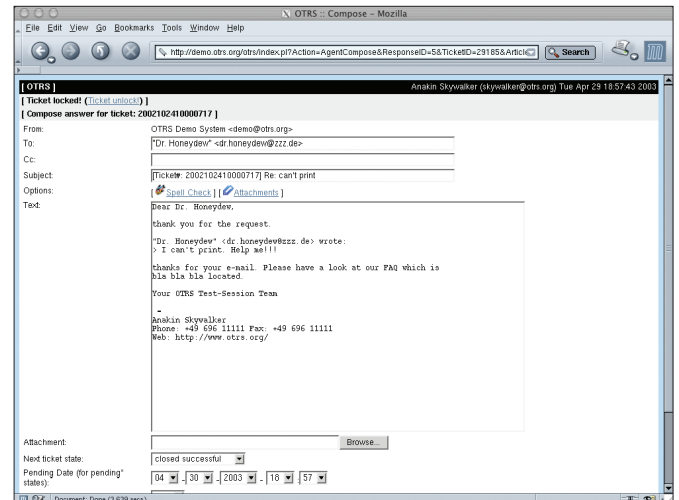 OTRS :: Compose – Mozilla
File Edit View Go Bookmarks Tools Window Help
http://demo.otrs.org/otrs/index.pl?Action=AgentCompose&ResponseID=5&TicketID=29185&Article
Search
[ OTRS ] Anakin Skywalker (skywalker@otrs.org) Tue Apr 29 18:57:43 2003
[ Ticket locked! (Ticket unlock!) ]
[ Compose answer for ticket: 2002102410000717 ]
From: OTRS Demo System <demo@otrs.org>
To: "Dr. Honeydew" <dr.honeydew@zzz.de>
Cc:
Subject: [Ticket#: 2002102410000717] Re: can't print
Options: [ Spell Check ] [ Attachments ]
Text: Dear Dr. Honeydew,
thank you for the request.
"Dr. Honeydew" <dr.honeydew@zzz.de> wrote:
> I can't print. Help me!!!
thanks for your e-mail. Please have a look at our FAQ which is
bla bla bla located.
Your OTRS Test-Session Team
-
Anakin Skywalker
Phone: +49 696 11111 Fax: +49 696 11111
Web: http://www.otrs.org/
Attachment: Browse...
Next ticket state: closed successful
Pending Date (for pending*
states): 04 - 30 - 2003 - 18 : 57
Document: Done (3.639 secs)